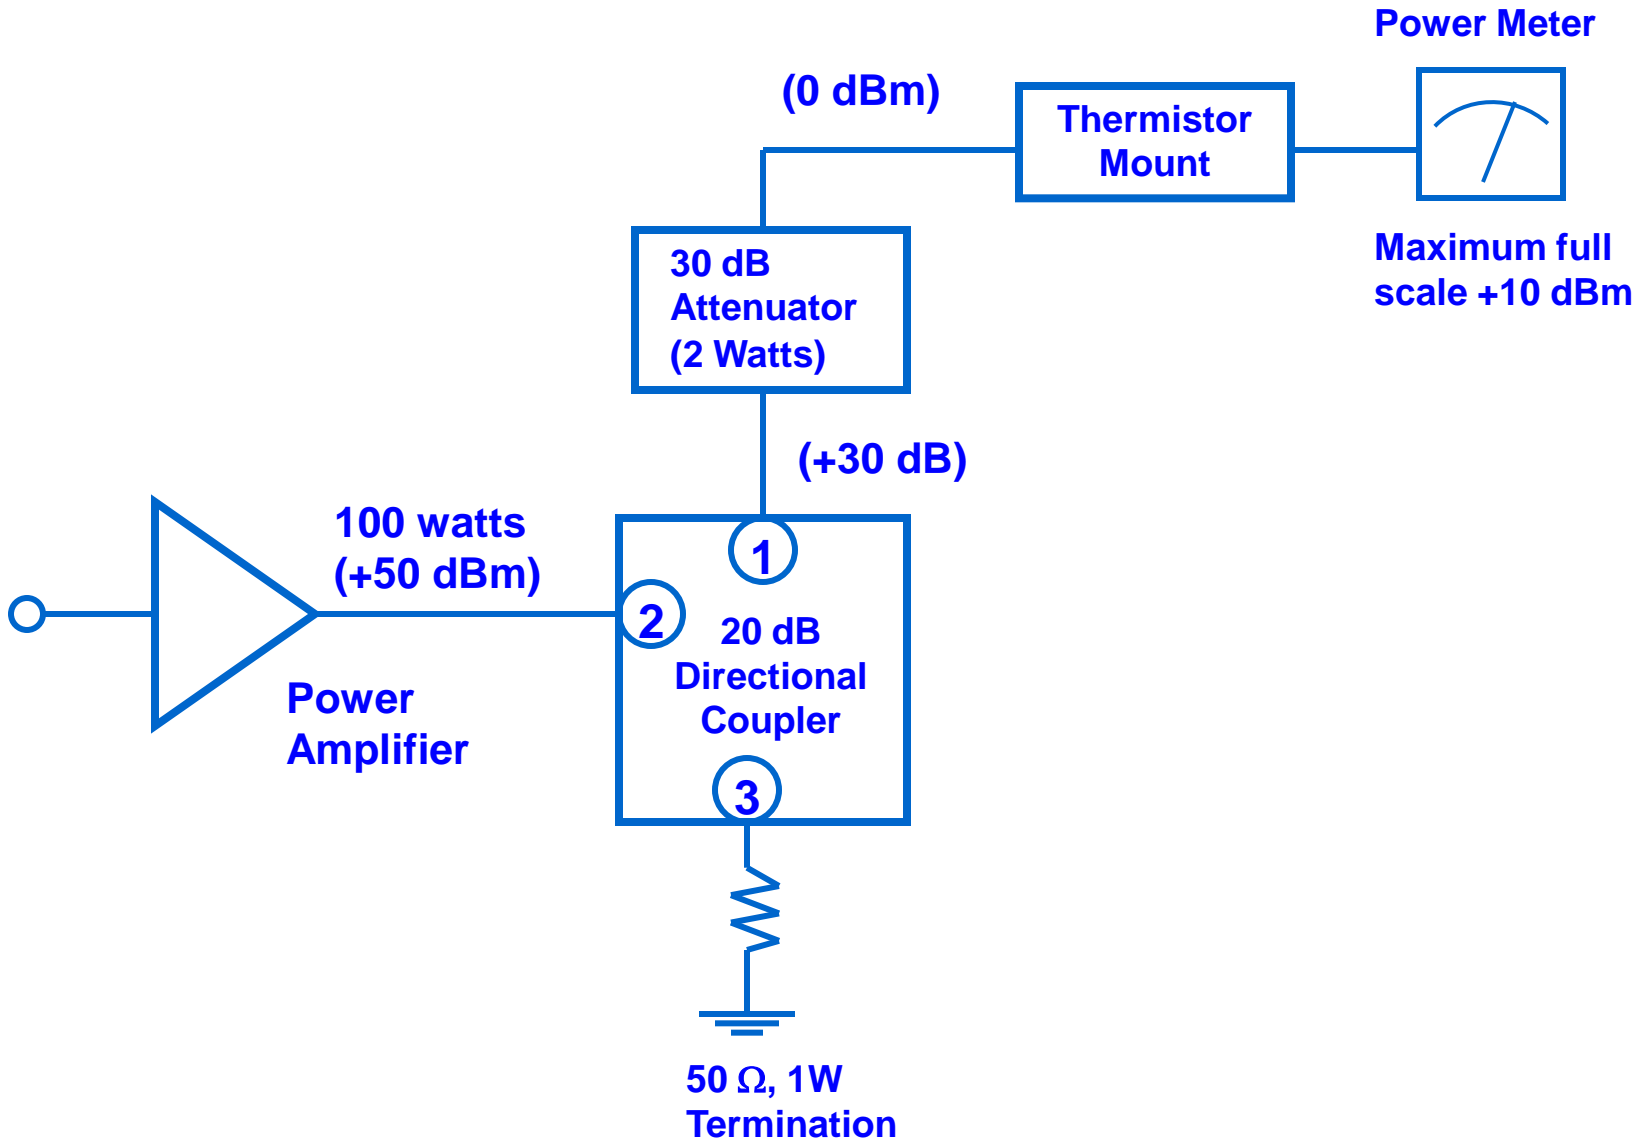 Power Meter
(0 dBm)
Thermistor
Mount
30 dB
Attenuator
(2 Watts)
Maximum full
scale +10 dBm
(+30 dB)
100 watts
(+50 dBm)
1
2
20 dB
Directional
Coupler
Power
Amplifier
3
50 Ω, 1W
Termination